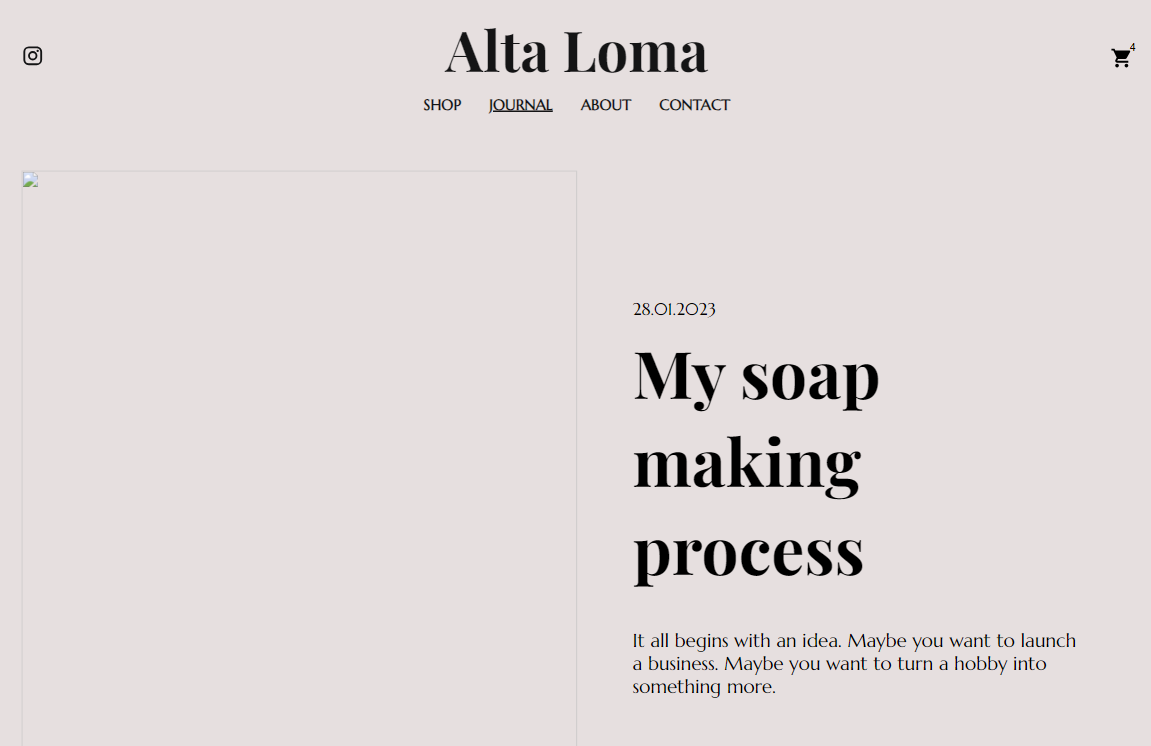 Alta Loma
4
SHOP JOURNAL ABOUT CONTACT
28.01.2023
My soap
making
process
It all begins with an idea. Maybe you want to launch
a business. Maybe you want to turn a hobby into
something more.